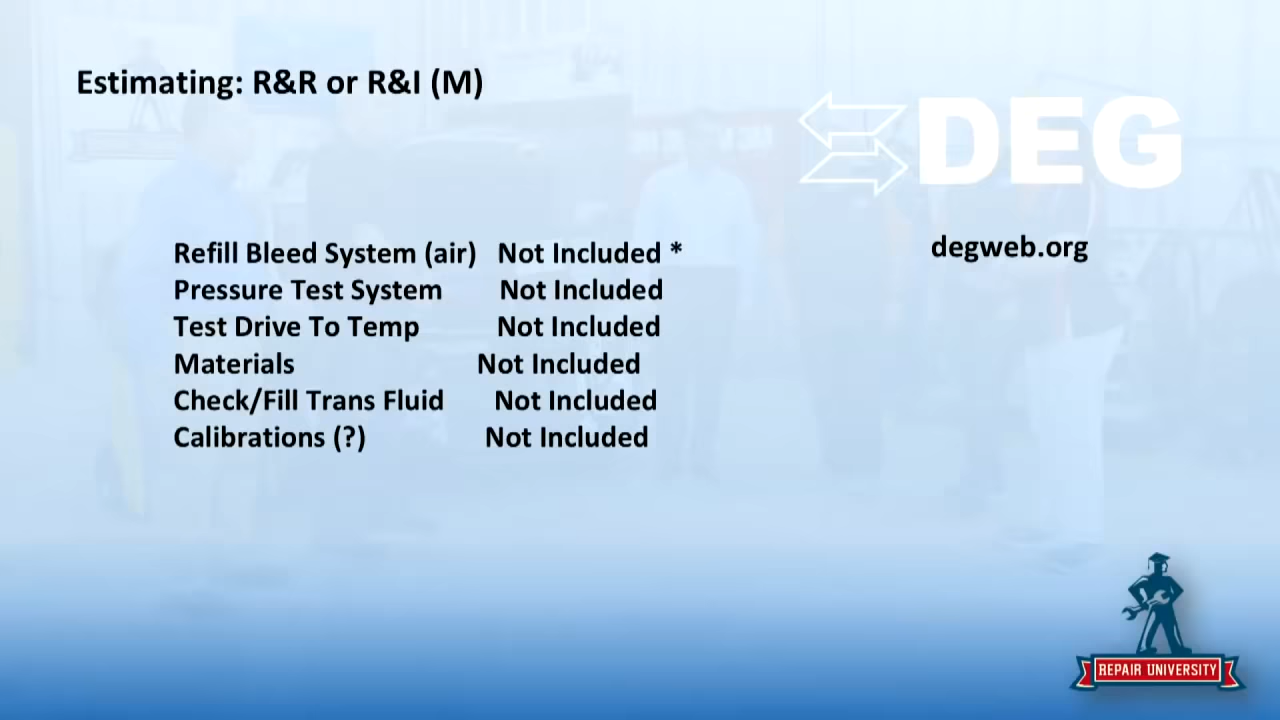 Estimating: R&R or R&I (M)
DEG
degweb.org
Refill Bleed System (air) Not Included *
Pressure Test System Not Included
Test Drive To Temp Not Included
Materials Not Included
Check/Fill Trans Fluid Not Included
Calibrations (?) Not Included
REPAIR UNIVERSITY